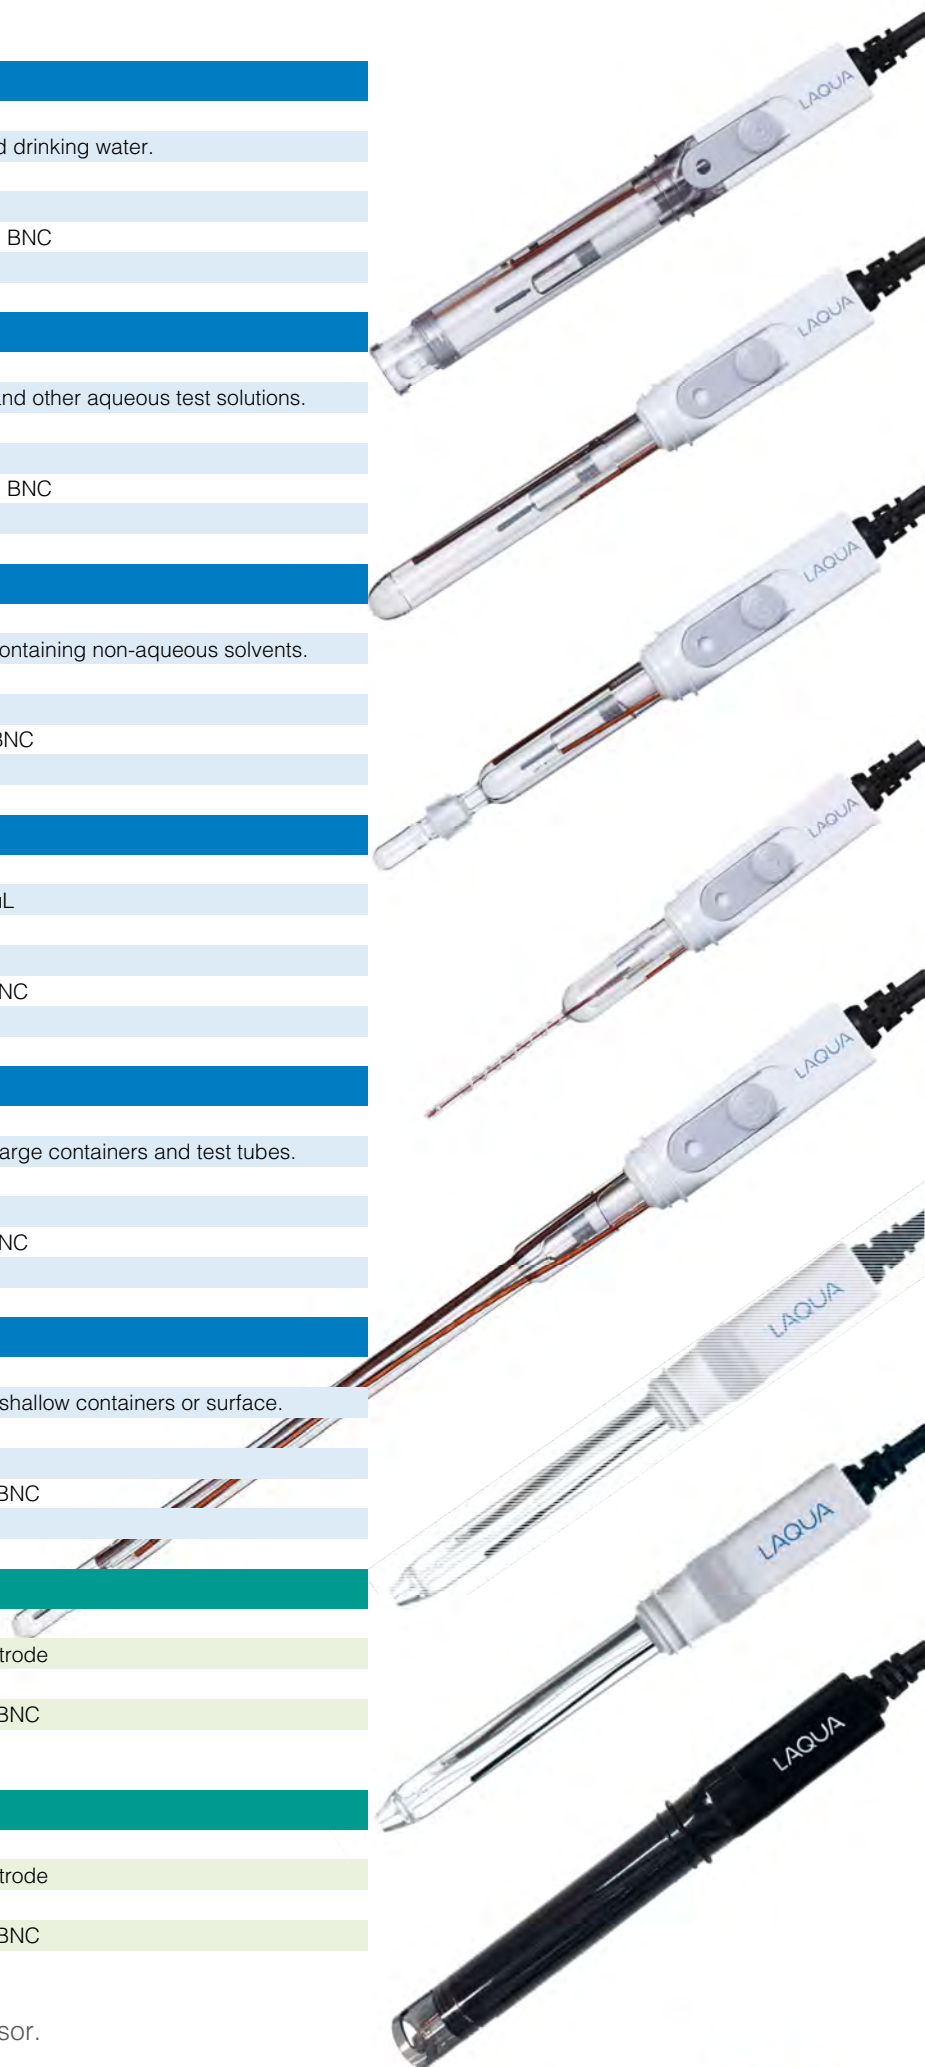 LAQUA
d drinking water.
BNC
LAQUA
nd other aqueous test solutions.
BNC
LAQUA
ontaining non-aqueous solvents.
BNC
LAQUA
L
NC
LAQUA
arge containers and test tubes.
NC
LAQUA
shallow containers or surface.
BNC
LAQUA
trode
BNC
LAQUA
trode
BNC
sor.